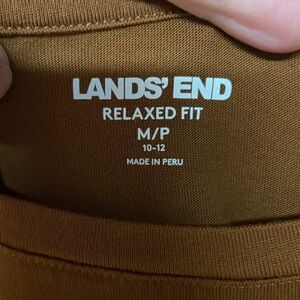 LANDS' END
RELAXED FIT
M/P
10-12
MADE IN PERU